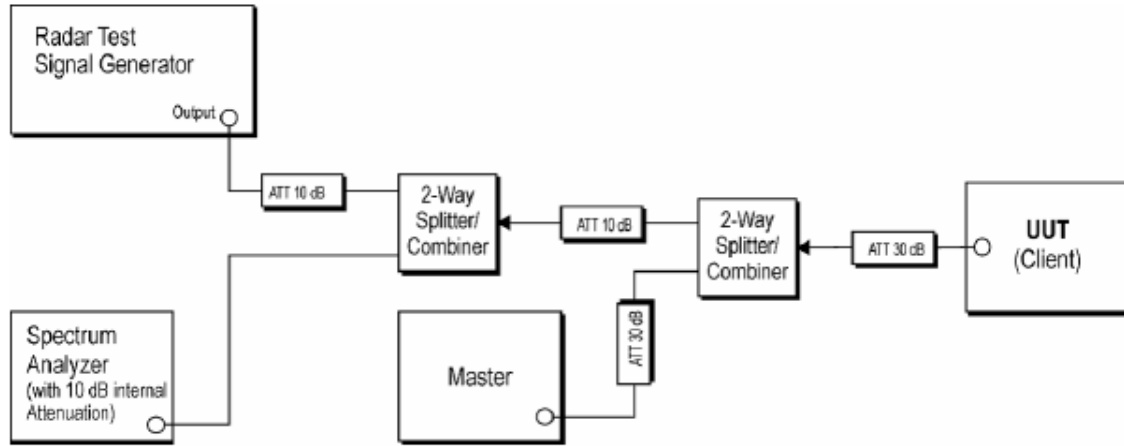 Radar Test
Signal Generator
Output
ATT 10 dB
2-Way
Splitter/
Combiner
ATT 10 dB
2-Way
Splitter/
Combiner
ATT 30 dB
UUT
(Client)
Spectrum
Analyzer
(with 10 dB internal
Attenuation)
Master
ATT 30 dB